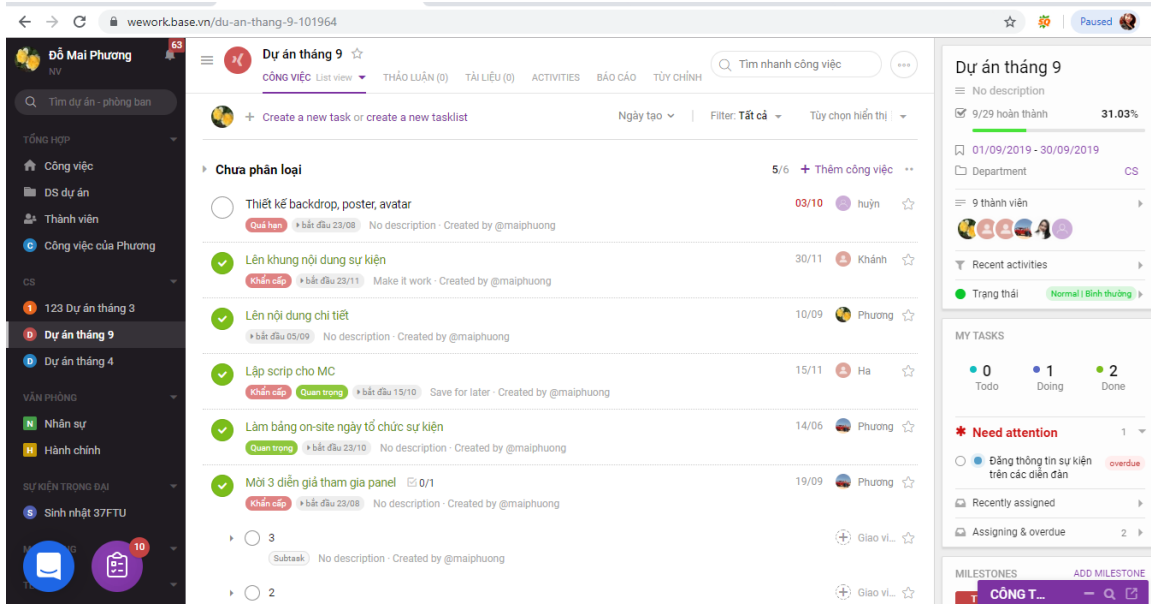 wework.base.vn/du-an-thang-9-101964
Paused
Đỗ Mai Phương
NV
63
Tìm dự án - phòng ban
TỔNG HỢP
Công việc
DS dự án
Thành viên
C Công việc của Phương
CS
1 123 Dự án tháng 3
D Dự án tháng 9
D Dự án tháng 4
VĂN PHÒNG
N Nhân sự
H Hành chính
SỰ KIỆN TRỌNG ĐẠI
S Sinh nhật 37FTU
10
Dự án tháng 9
CÔNG VIỆC List view THẢO LUẬN (0) TÀI LIỆU (0) ACTIVITIES BÁO CÁO TÙY CHỈNH
Tìm nhanh công việc
+ Create a new task or create a new tasklist
Ngày tạo Filter: Tất cả Tùy chọn hiển thị
Chưa phân loại 5/6 + Thêm công việc
Thiết kế backdrop, poster, avatar 03/10 huỳn
Quá hạn bắt đầu 23/08 No description · Created by @maiphuong
Lên khung nội dung sự kiện 30/11 Khánh
Khẩn cấp bắt đầu 23/11 Make it work · Created by @maiphuong
Lên nội dung chi tiết 10/09 Phương
bắt đầu 05/09 No description · Created by @maiphuong
Lập scrip cho MC 15/11 Ha
Khẩn cấp Quan trọng bắt đầu 15/10 Save for later · Created by @maiphuong
Làm bảng on-site ngày tổ chức sự kiện 14/06 Phương
Quan trọng bắt đầu 23/10 No description · Created by @maiphuong
Mời 3 diễn giả tham gia panel 0/1 19/09 Phương
Khẩn cấp bắt đầu 23/08 No description · Created by @maiphuong
3 Giao vi...
Subtask No description · Created by @maiphuong
2 Giao vi...
Dự án tháng 9
No description
9/29 hoàn thành 31.03%
01/09/2019 - 30/09/2019
Department CS
9 thành viên
Recent activities
Trạng thái Normal | Bình thường
MY TASKS
0 1 2
Todo Doing Done
Need attention 1
Đăng thông tin sự kiện
trên các diễn đàn
overdue
Recently assigned
Assigning & overdue 2
MILESTONES ADD MILESTONE
CÔNG T...